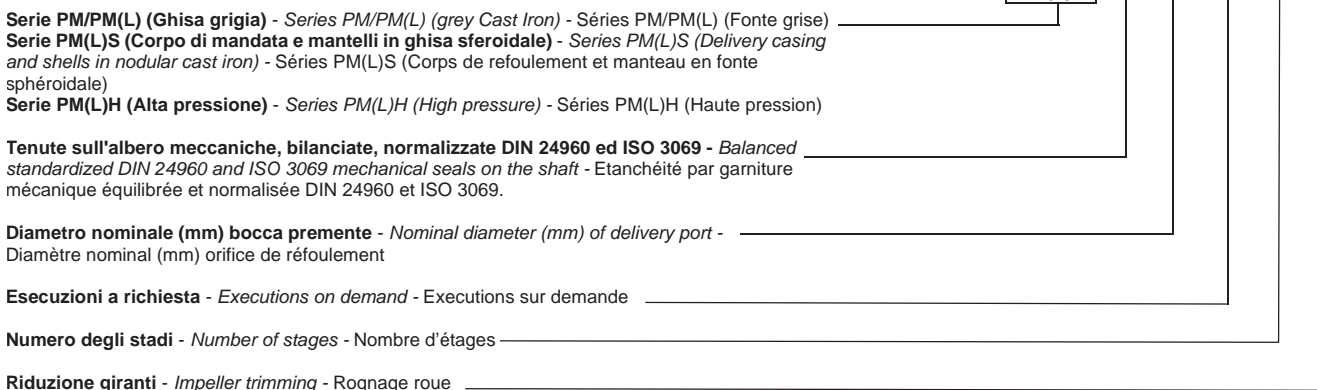 Serie PM/PM(L) (Ghisa grigia) - Series PM/PM(L) (grey Cast Iron) - Séries PM/PM(L) (Fonte grise)
Serie PM(L)S (Corpo di mandata e mantelli in ghisa sferoidale) - Series PM(L)S (Delivery casing
and shells in nodular cast iron) - Séries PM(L)S (Corps de refoulement et manteau en fonte
sphéroidale)
Serie PM(L)H (Alta pressione) - Series PM(L)H (High pressure) - Séries PM(L)H (Haute pression)
Tenute sull'albero meccaniche, bilanciate, normalizzate DIN 24960 ed ISO 3069 - Balanced
standardized DIN 24960 and ISO 3069 mechanical seals on the shaft - Etanchéité par garniture
mécanique équilibrée et normalisée DIN 24960 et ISO 3069.
Diametro nominale (mm) bocca premente - Nominal diameter (mm) of delivery port -
Diamètre nominal (mm) orifice de réfoulement
Esecuzioni a richiesta - Executions on demand - Executions sur demande
Numero degli stadi - Number of stages - Nombre d'étages
Riduzione giranti - Impeller trimming - Rognage roue